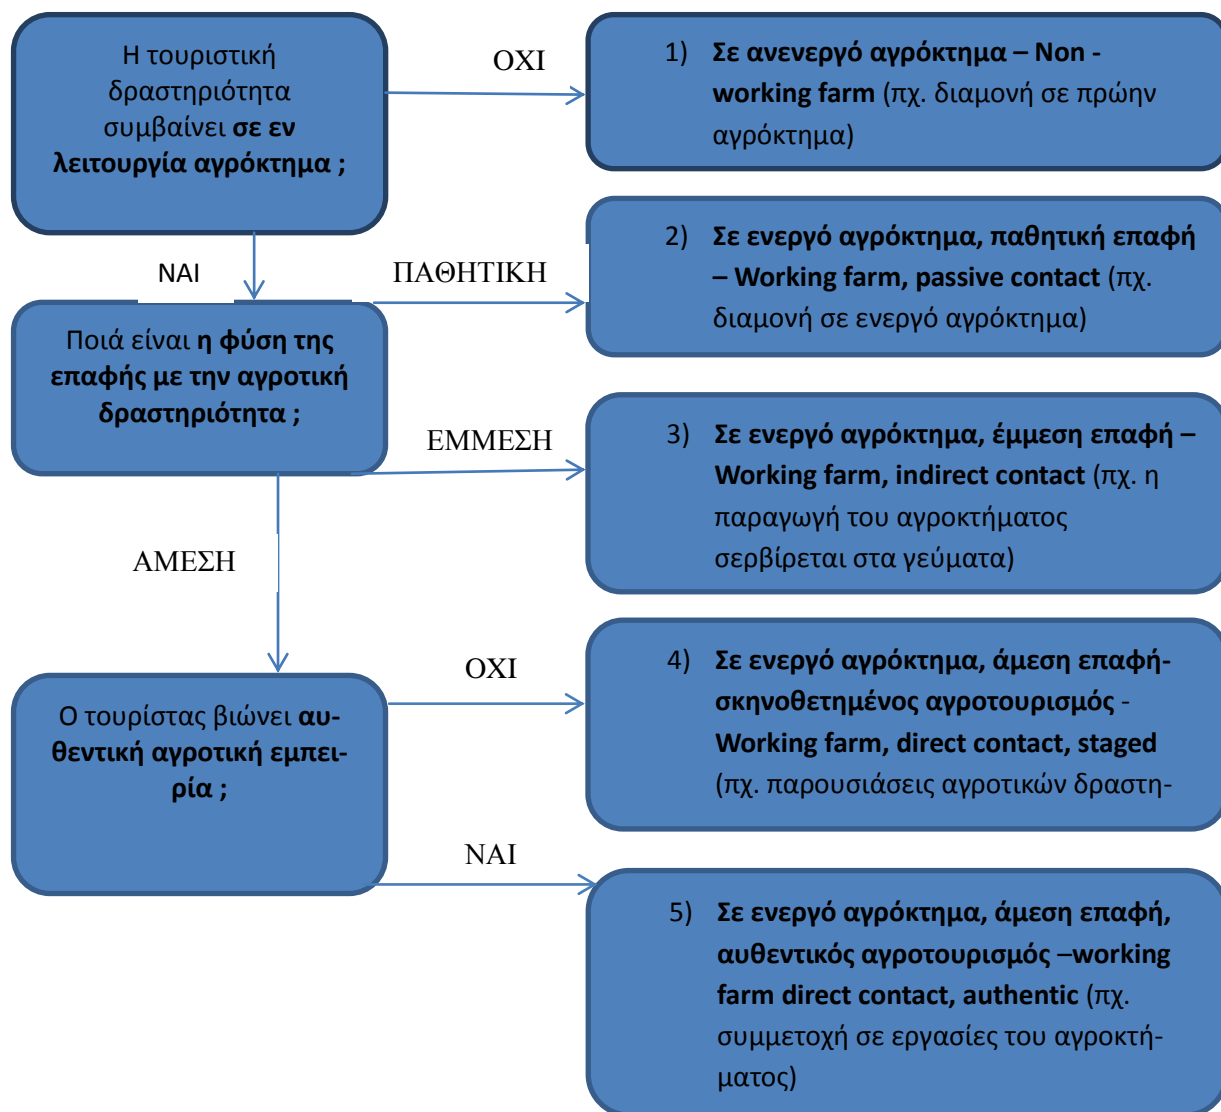 Η τουριστική
δραστηριότητα
συμβαίνει σε εν
λειτουργία αγρόκτημα ;
ΟΧΙ
1) Σε ανενεργό αγρόκτημα – Non -
working farm (πχ. διαμονή σε πρώην
αγρόκτημα)
ΝΑΙ
ΠΑΘΗΤΙΚΗ
2) Σε ενεργό αγρόκτημα, παθητική επαφή
– Working farm, passive contact (πχ.
διαμονή σε ενεργό αγρόκτημα)
Ποιά είναι η φύση της
επαφής με την αγροτική
δραστηριότητα ;
ΕΜΜΕΣΗ
3) Σε ενεργό αγρόκτημα, έμμεση επαφή –
Working farm, indirect contact (πχ. η
παραγωγή του αγροκτήματος
σερβίρεται στα γεύματα)
ΑΜΕΣΗ
Ο τουρίστας βιώνει αυ-
θεντική αγροτική εμπει-
ρία ;
ΟΧΙ
4) Σε ενεργό αγρόκτημα, άμεση επαφή-
σκηνοθετημένος αγροτουρισμός -
Working farm, direct contact, staged
(πχ. παρουσιάσεις αγροτικών δραστη-
ΝΑΙ
5) Σε ενεργό αγρόκτημα, άμεση επαφή,
αυθεντικός αγροτουρισμός –working
farm direct contact, authentic (πχ.
συμμετοχή σε εργασίες του αγροκτή-
ματος)